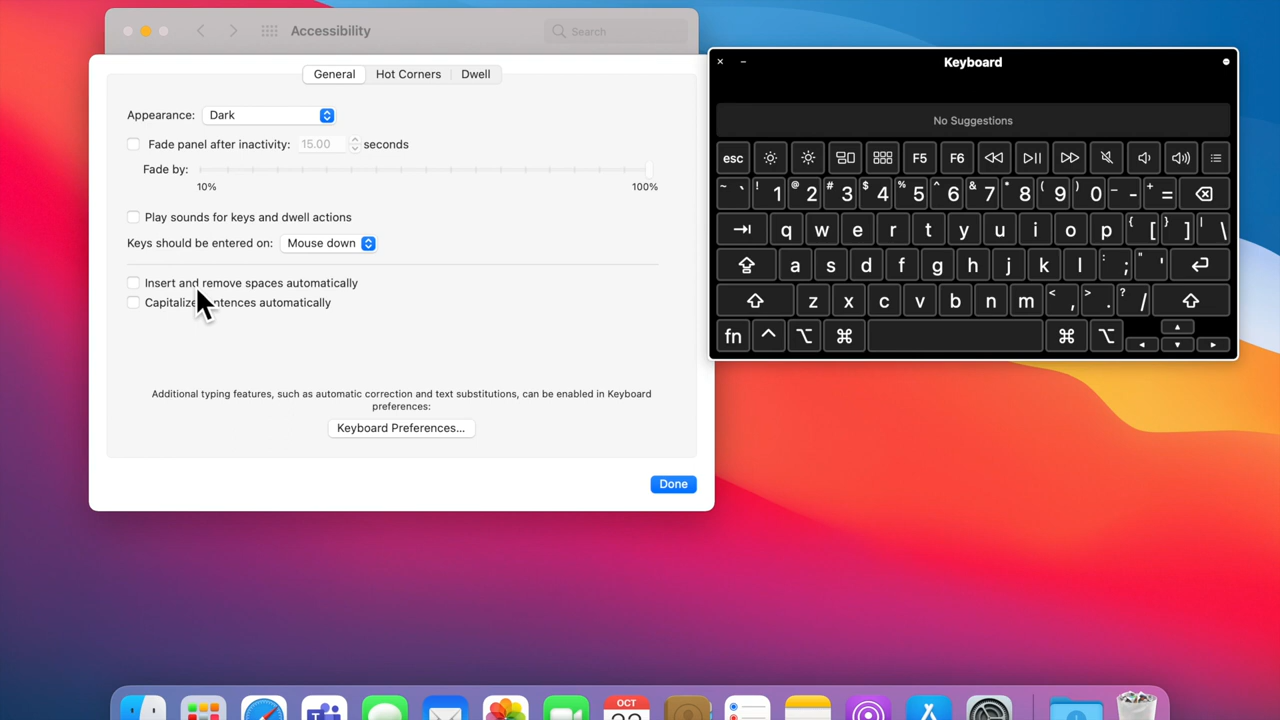 Accessibility
Search
General Hot Corners Dwell
Appearance: Dark
Fade panel after inactivity: 15.00 seconds
Fade by:
10% 100%
Play sounds for keys and dwell actions
Keys should be entered on: Mouse down
Insert and remove spaces automatically
Capitalize sentences automatically
Additional typing features, such as automatic correction and text substitutions, can be enabled in Keyboard
preferences:
Keyboard Preferences...
Done
Keyboard
No Suggestions
esc F5 F6
~ ` ! 1 @ 2 # 3 $ 4 % 5 ^ 6 & 7 * 8 ( 9 ) 0 _ - + =
q w e r t y u i o p { [ } ] | \
a s d f g h j k l : ; " '
z x c v b n m < , > . ? /
fn ^ ⌥ ⌘ ⌘ ⌥
OCT